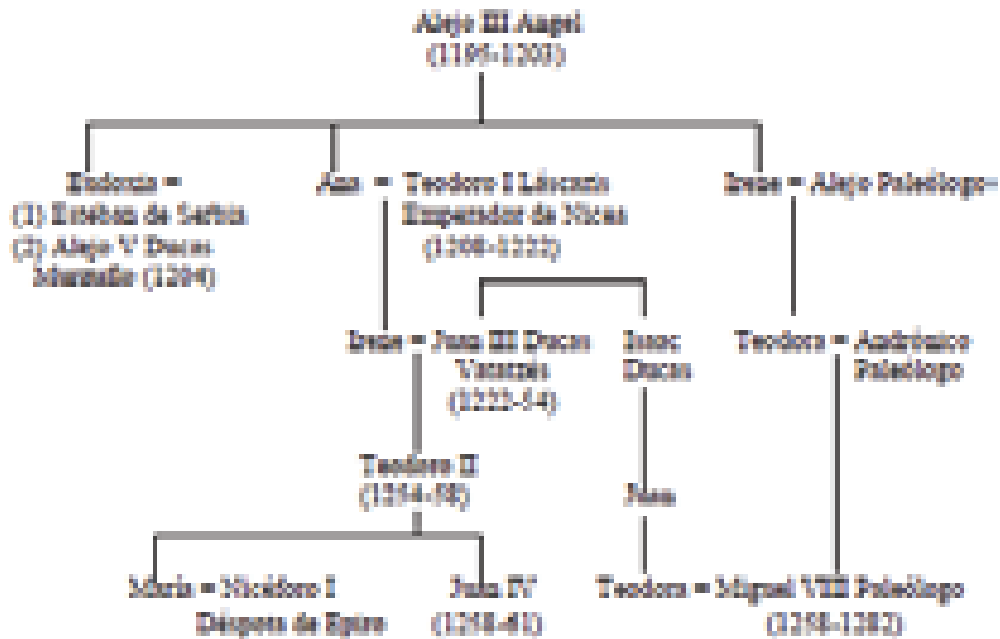 Alejo III Angel
(1195-1203)
Eudoxia =
(1) Esteban de Serbia
(2) Alejo V Ducas
Murzuflo (1204)
Ana = Teodoro I Láscaris
Emperador de Nicea
(1208-1222)
Irene = Alejo Paleólogo
Irene = Juan III Ducas
Vatatzés
(1222-54)
Isaac
Ducas
Teodora = Andrónico
Paleólogo
Teodoro II
(1254-58)
Juan
María = Nicéforo I
Déspota de Epiro
Juan IV
(1258-61)
Teodora = Miguel VIII Paleólogo
(1258-1282)